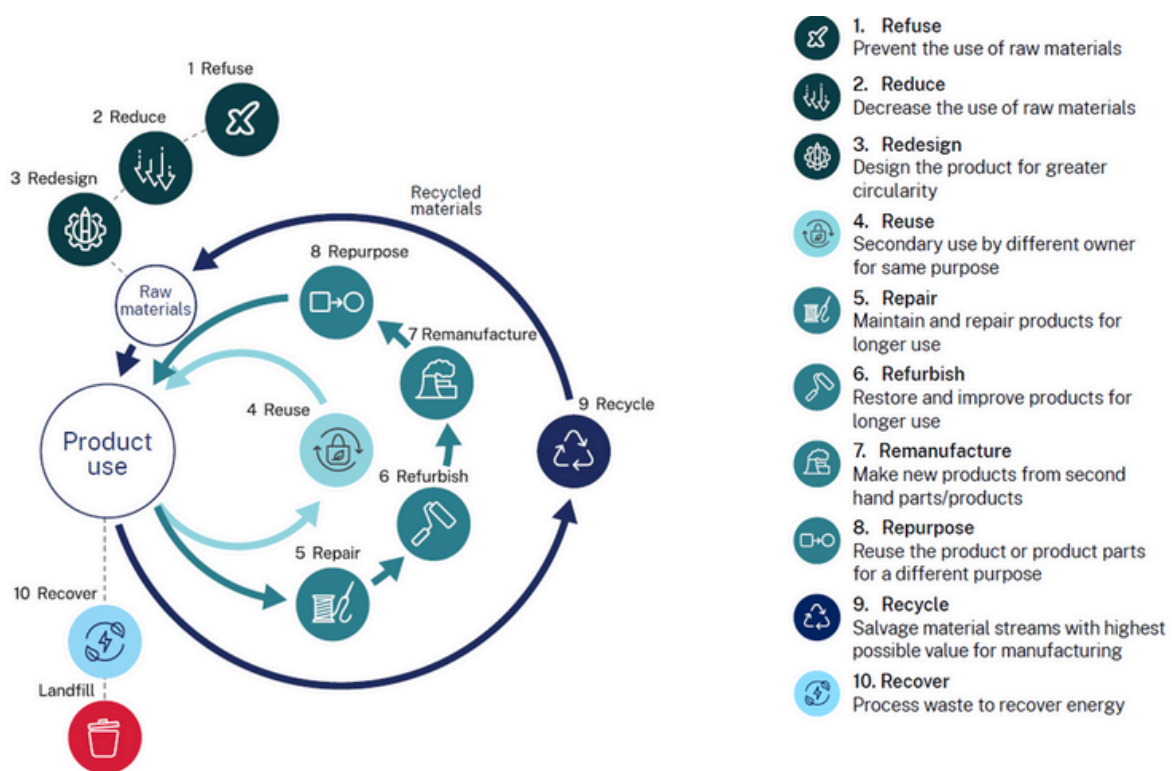 1 Refuse
2 Reduce
3 Redesign
Recycled
materials
8 Repurpose
Raw
materials
7 Remanufacture
4 Reuse
9 Recycle
Product
use
6 Refurbish
5 Repair
10 Recover
Landfill
1. Refuse
Prevent the use of raw materials
2. Reduce
Decrease the use of raw materials
3. Redesign
Design the product for greater
circularity
4. Reuse
Secondary use by different owner
for same purpose
5. Repair
Maintain and repair products for
longer use
6. Refurbish
Restore and improve products for
longer use
7. Remanufacture
Make new products from second
hand parts/products
8. Repurpose
Reuse the product or product parts
for a different purpose
9. Recycle
Salvage material streams with highest
possible value for manufacturing
10. Recover
Process waste to recover energy